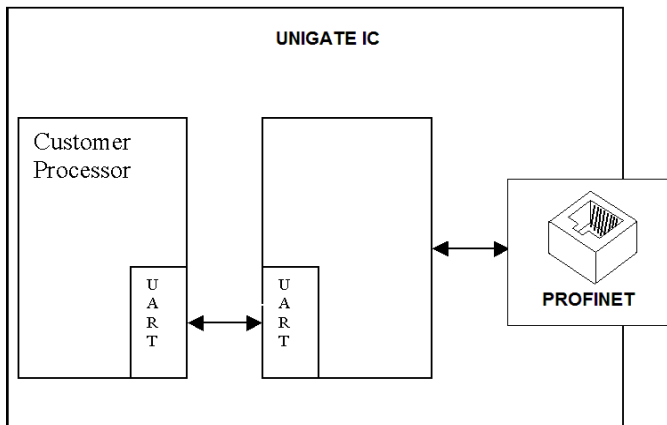 UNIGATE IC
Customer
Processor
U
A
R
T
U
A
R
T
PROFINET